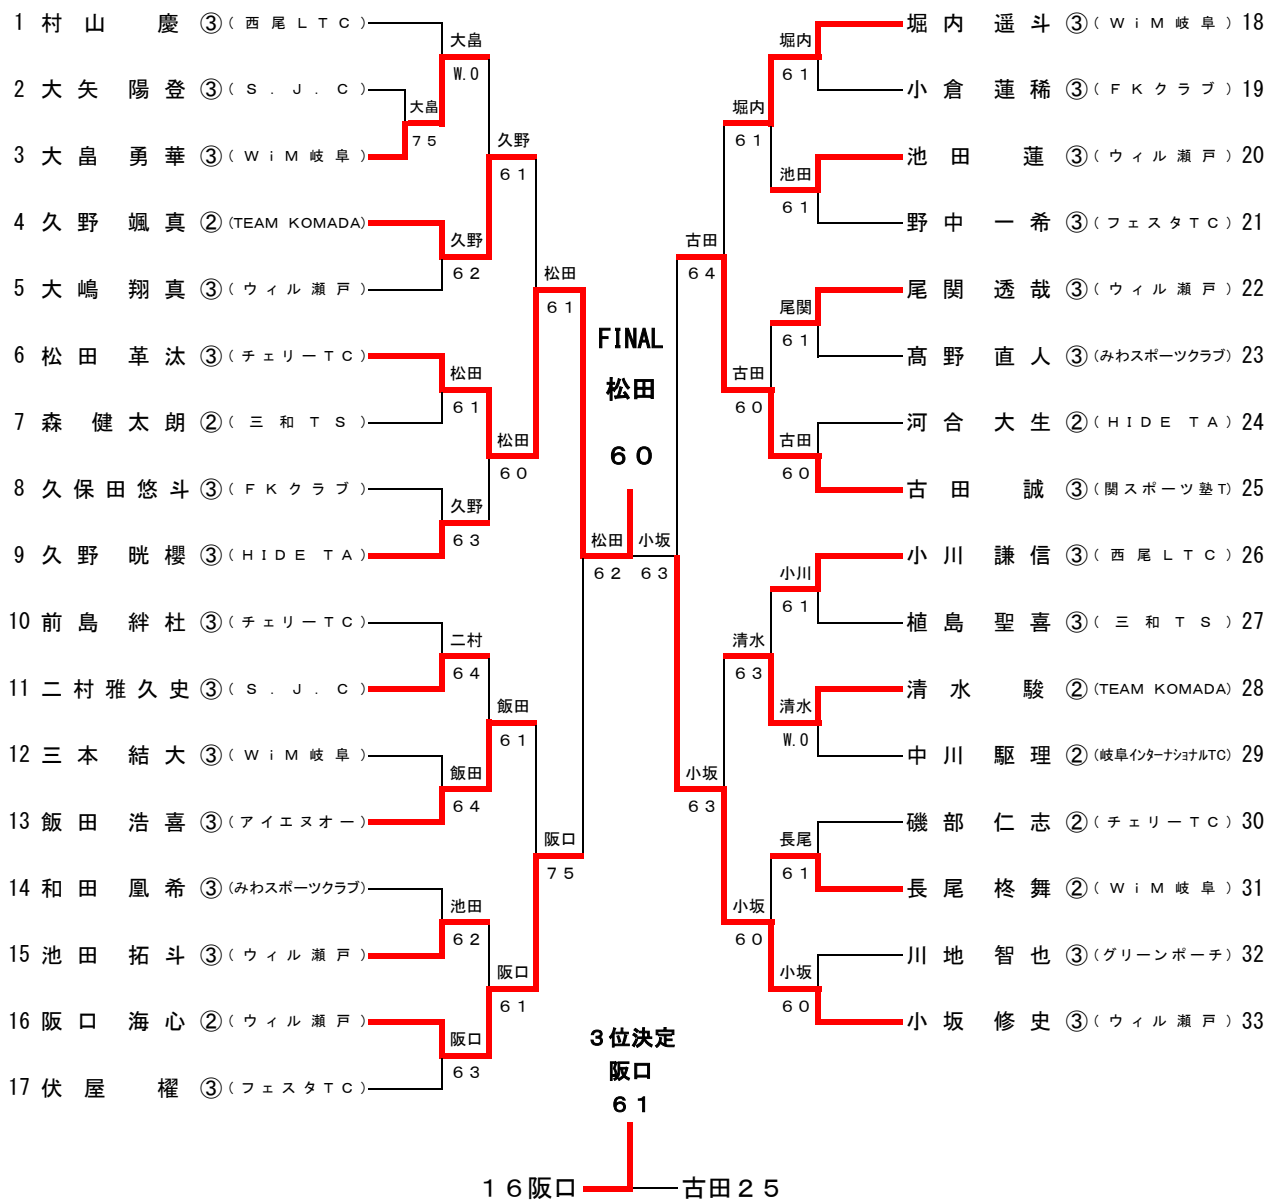 1 村山 慶 ③ (西尾LTC)
2 大矢 陽登 ③ (S.J.C)
3 大畠 勇華 ③ (WiM岐阜)
4 久野 颯真 ② (TEAM KOMADA)
5 大嶋 翔真 ③ (ウィル瀬戸)
6 松田 革汰 ③ (チェリーTC)
7 森 健太朗 ② (三和TS)
8 久保田悠斗 ③ (FKクラブ)
9 久野 晄櫻 ③ (HIDE TA)
10 前島 絆杜 ③ (チェリーTC)
11 二村雅久史 ③ (S.J.C)
12 三本 結大 ③ (WiM岐阜)
13 飯田 浩喜 ③ (アイエヌオー)
14 和田 凰希 ③ (みわスポーツクラブ)
15 池田 拓斗 ③ (ウィル瀬戸)
16 阪口 海心 ② (ウィル瀬戸)
17 伏屋 櫂 ③ (フェスタTC)
大畠
75
大畠
W.0
久野
62
松田
61
久野
63
二村
64
飯田
64
池田
62
阪口
63
久野
61
松田
60
飯田
61
阪口
61
松田
61
阪口
75
松田
62
FINAL
松田
60
小坂
63
古田
64
小坂
63
堀内
61
古田
60
清水
63
小坂
60
堀内
61
池田
61
尾関
61
古田
60
小川
61
清水
W.0
長尾
61
小坂
60
堀内 遥斗 ③ (WiM岐阜) 18
小倉 蓮稀 ③ (FKクラブ) 19
池田 蓮 ③ (ウィル瀬戸) 20
野中 一希 ③ (フェスタTC) 21
尾関 透哉 ③ (ウィル瀬戸) 22
髙野 直人 ③ (みわスポーツクラブ) 23
河合 大生 ② (HIDE TA) 24
古田 誠 ③ (関スポーツ塾T) 25
小川 謙信 ③ (西尾LTC) 26
植島 聖喜 ③ (三和TS) 27
清水 駿 ② (TEAM KOMADA) 28
中川 駆理 ② (岐阜インターナショナルTC) 29
磯部 仁志 ② (チェリーTC) 30
長尾 柊舞 ② (WiM岐阜) 31
川地 智也 ③ (グリーンポーチ) 32
小坂 修史 ③ (ウィル瀬戸) 33
3位決定
阪口
61
16阪口 古田25